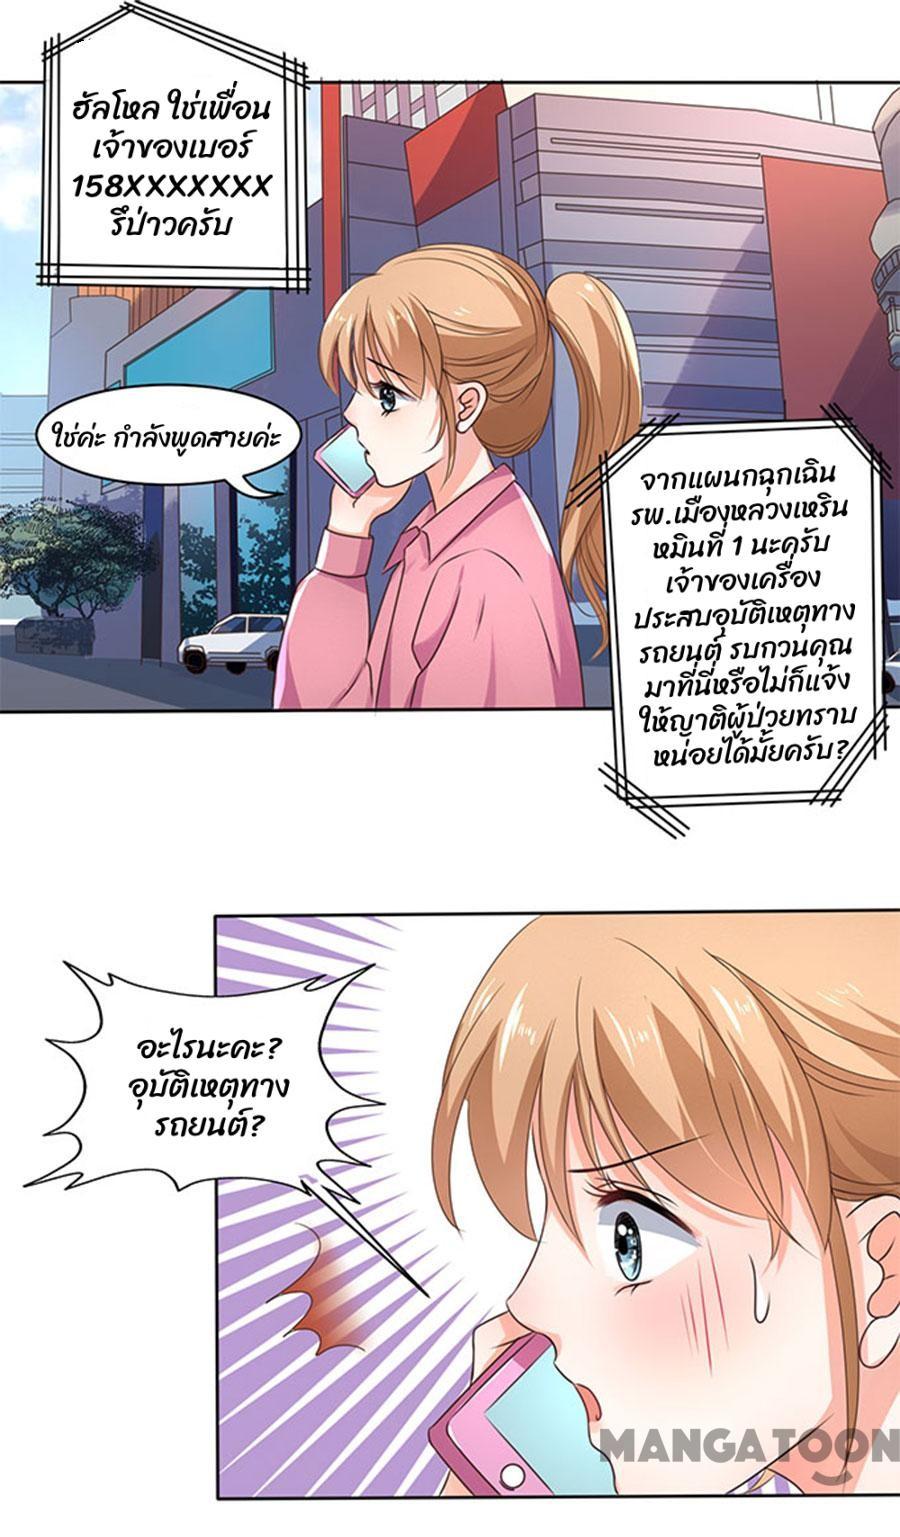 ฮัลโหล ใช่เพื่อน
เจ้าของเบอร์
158XXXXXXX
รึป่าวครับ
ใช่ค่ะ กำลังพูดสายค่ะ
จากแผนกฉุกเฉิน
รพ.เมืองหลวงเหริน
หมินที่ 1 นะครับ
เจ้าของเครื่อง
ประสบอุบัติเหตุทาง
รถยนต์ รบกวนคุณ
มาที่นี่หรือไม่ก็แจ้ง
ให้ญาติผู้ป่วยทราบ
หน่อยได้มั้ยครับ?
อะไรนะคะ?
อุบัติเหตุทาง
รถยนต์?
MANGATOON